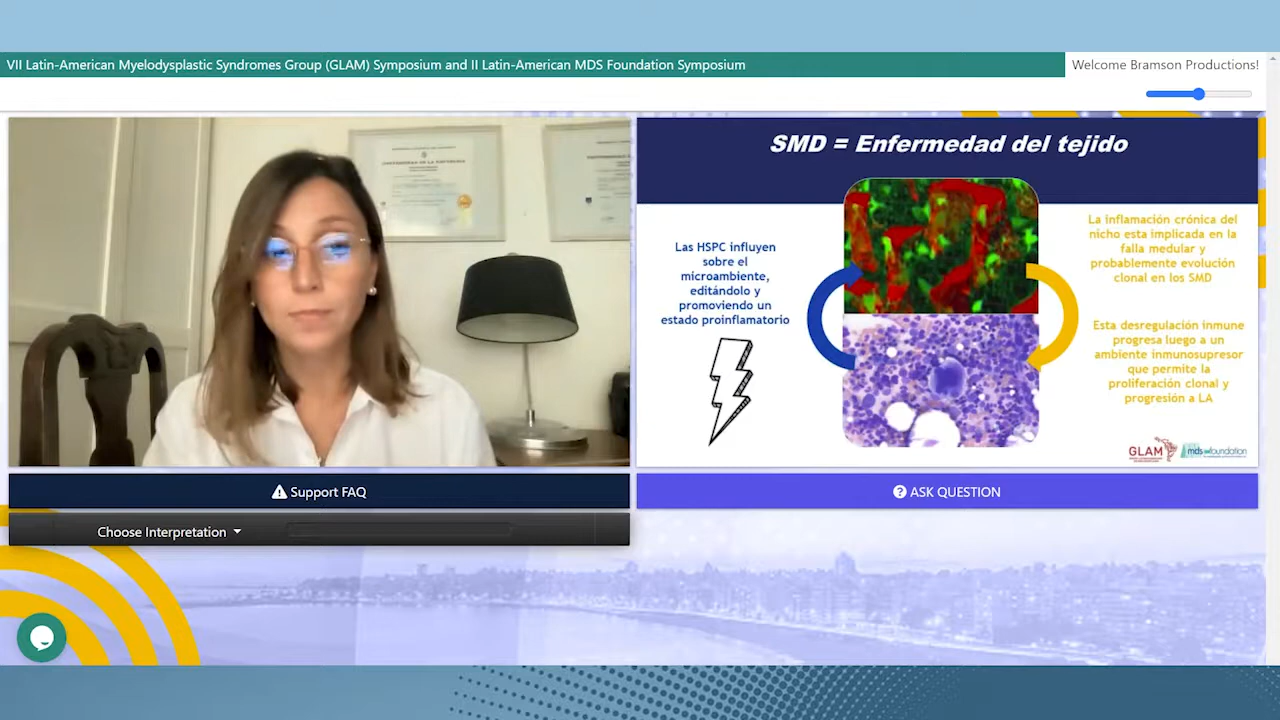 VII Latin-American Myelodysplastic Syndromes Group (GLAM) Symposium and II Latin-American MDS Foundation Symposium
Welcome Bramson Productions!
SMD = Enfermedad del tejido
Las HSPC influyen
sobre el
microambiente,
editándolo y
promoviendo un
estado proinflamatorio
La inflamación crónica del
nicho esta implicada en la
falla medular y
probablemente evolución
clonal en los SMD
Esta desregulación inmune
progresa luego a un
ambiente inmunosupresor
que permite la
proliferación clonal y
progresión a LA
GLAM
mds foundation
Support FAQ
ASK QUESTION
Choose Interpretation